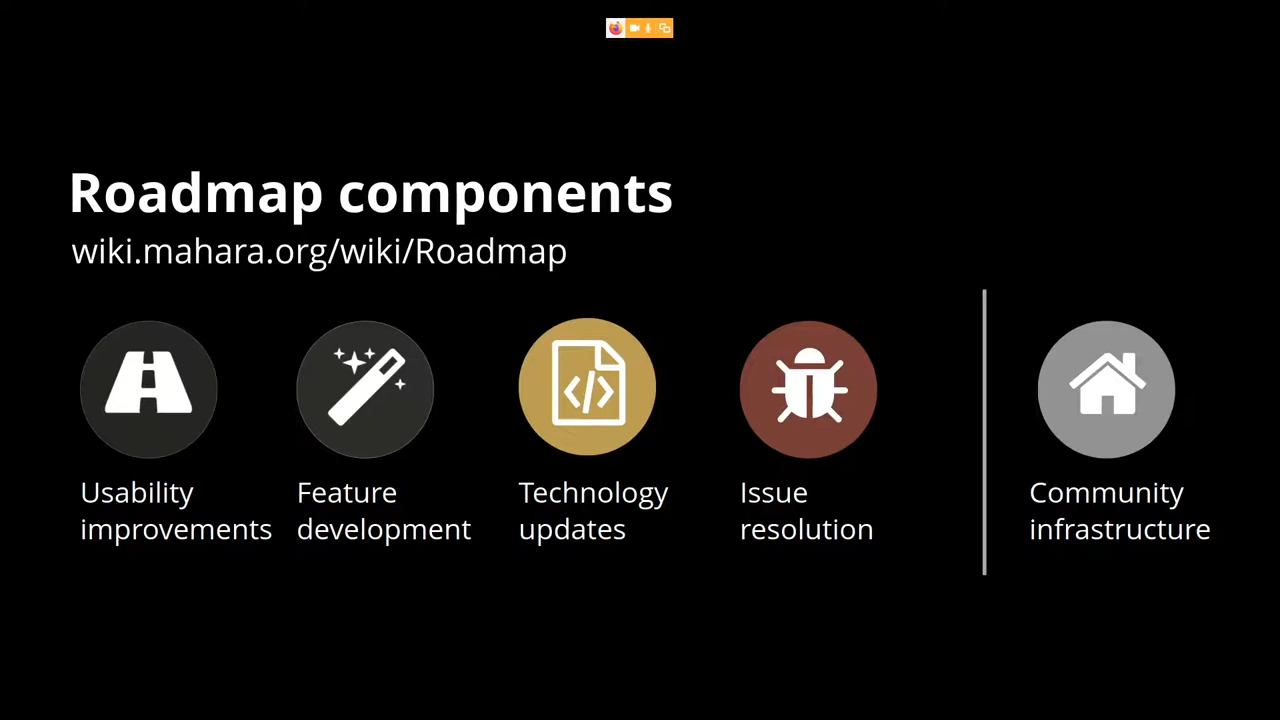 Roadmap components
wiki.mahara.org/wiki/Roadmap
Usability
improvements
Feature
development
Technology
updates
Issue
resolution
Community
infrastructure